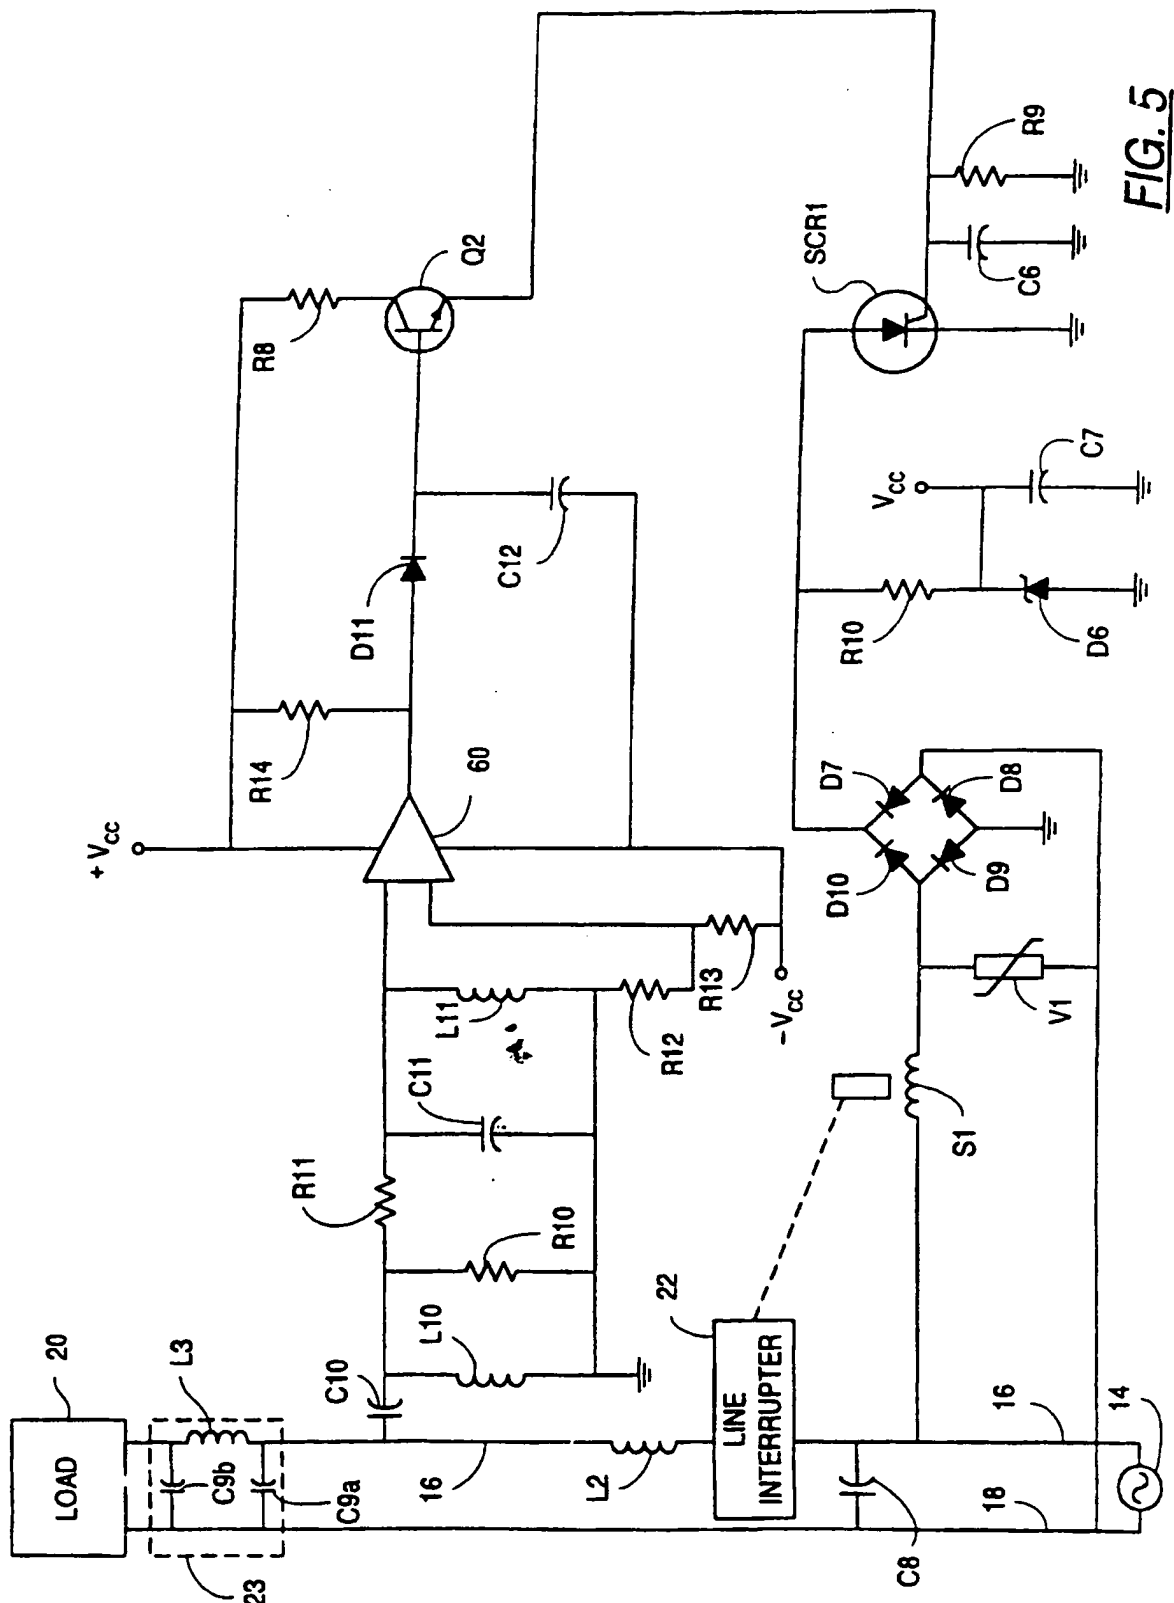 20
LOAD
L3
C9b
C9a
23
16
C10
L10
R10
R11
C11
L11
R12
R13
-VCC
+VCC
60
R14
D11
C12
R8
Q2
L2
22
LINE
INTERRUPTER
C8
18
16
14
S1
V1
D10
D9
D7
D8
R10
D6
VCC
C7
SCR1
C6
R9
FIG. 5